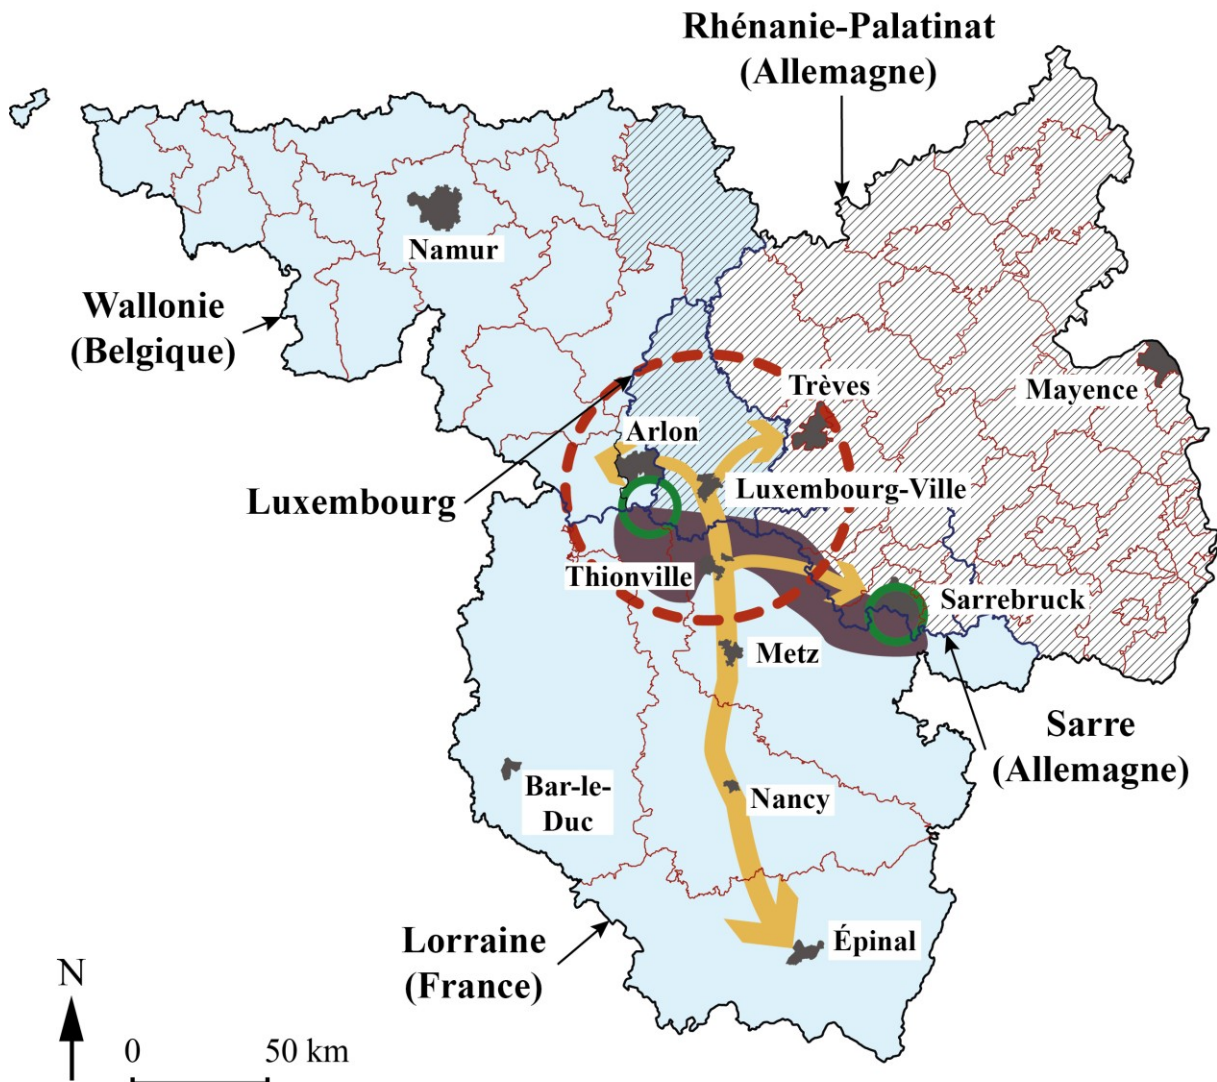 Rhénanie-Palatinat
(Allemagne)
Namur
Wallonie
(Belgique)
Trèves
Mayence
Arlon
Luxembourg
Luxembourg-Ville
Thionville
Sarrebruck
Metz
Sarre
(Allemagne)
Bar-le-
Duc
Nancy
Lorraine
(France)
Épinal
N
0
50 km